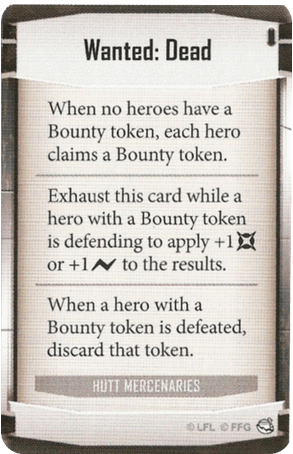 Wanted: Dead
When no heroes have a
Bounty token, each hero
claims a Bounty token.
Exhaust this card while a
hero with a Bounty token
is defending to apply +1
or +1 to the results.
When a hero with a
Bounty token is defeated,
discard that token.
HUTT MERCENARIES
© LFL © FFG